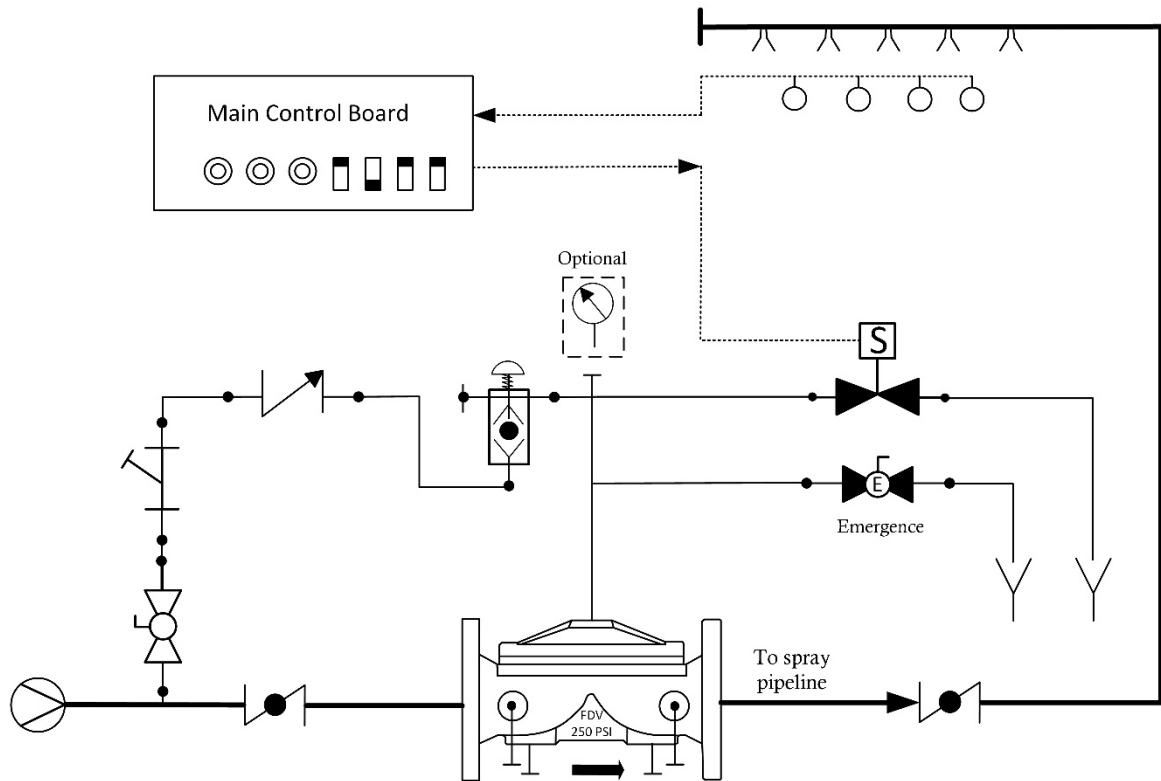 Main Control Board
Optional
S
E
Emergence
To spray
pipeline
FDV
250 PSI